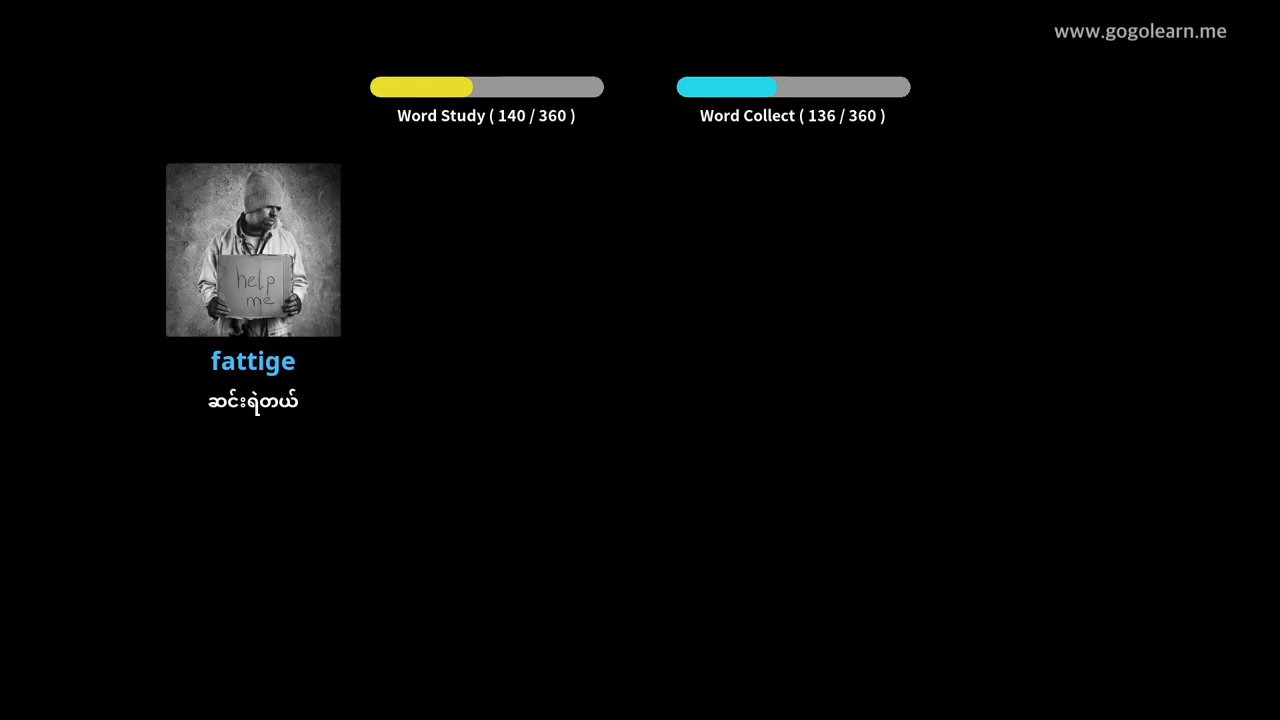 www.gogolearn.me
Word Study ( 140 / 360 )
Word Collect ( 136 / 360 )
help
me
fattige
ဆင်းရဲတယ်